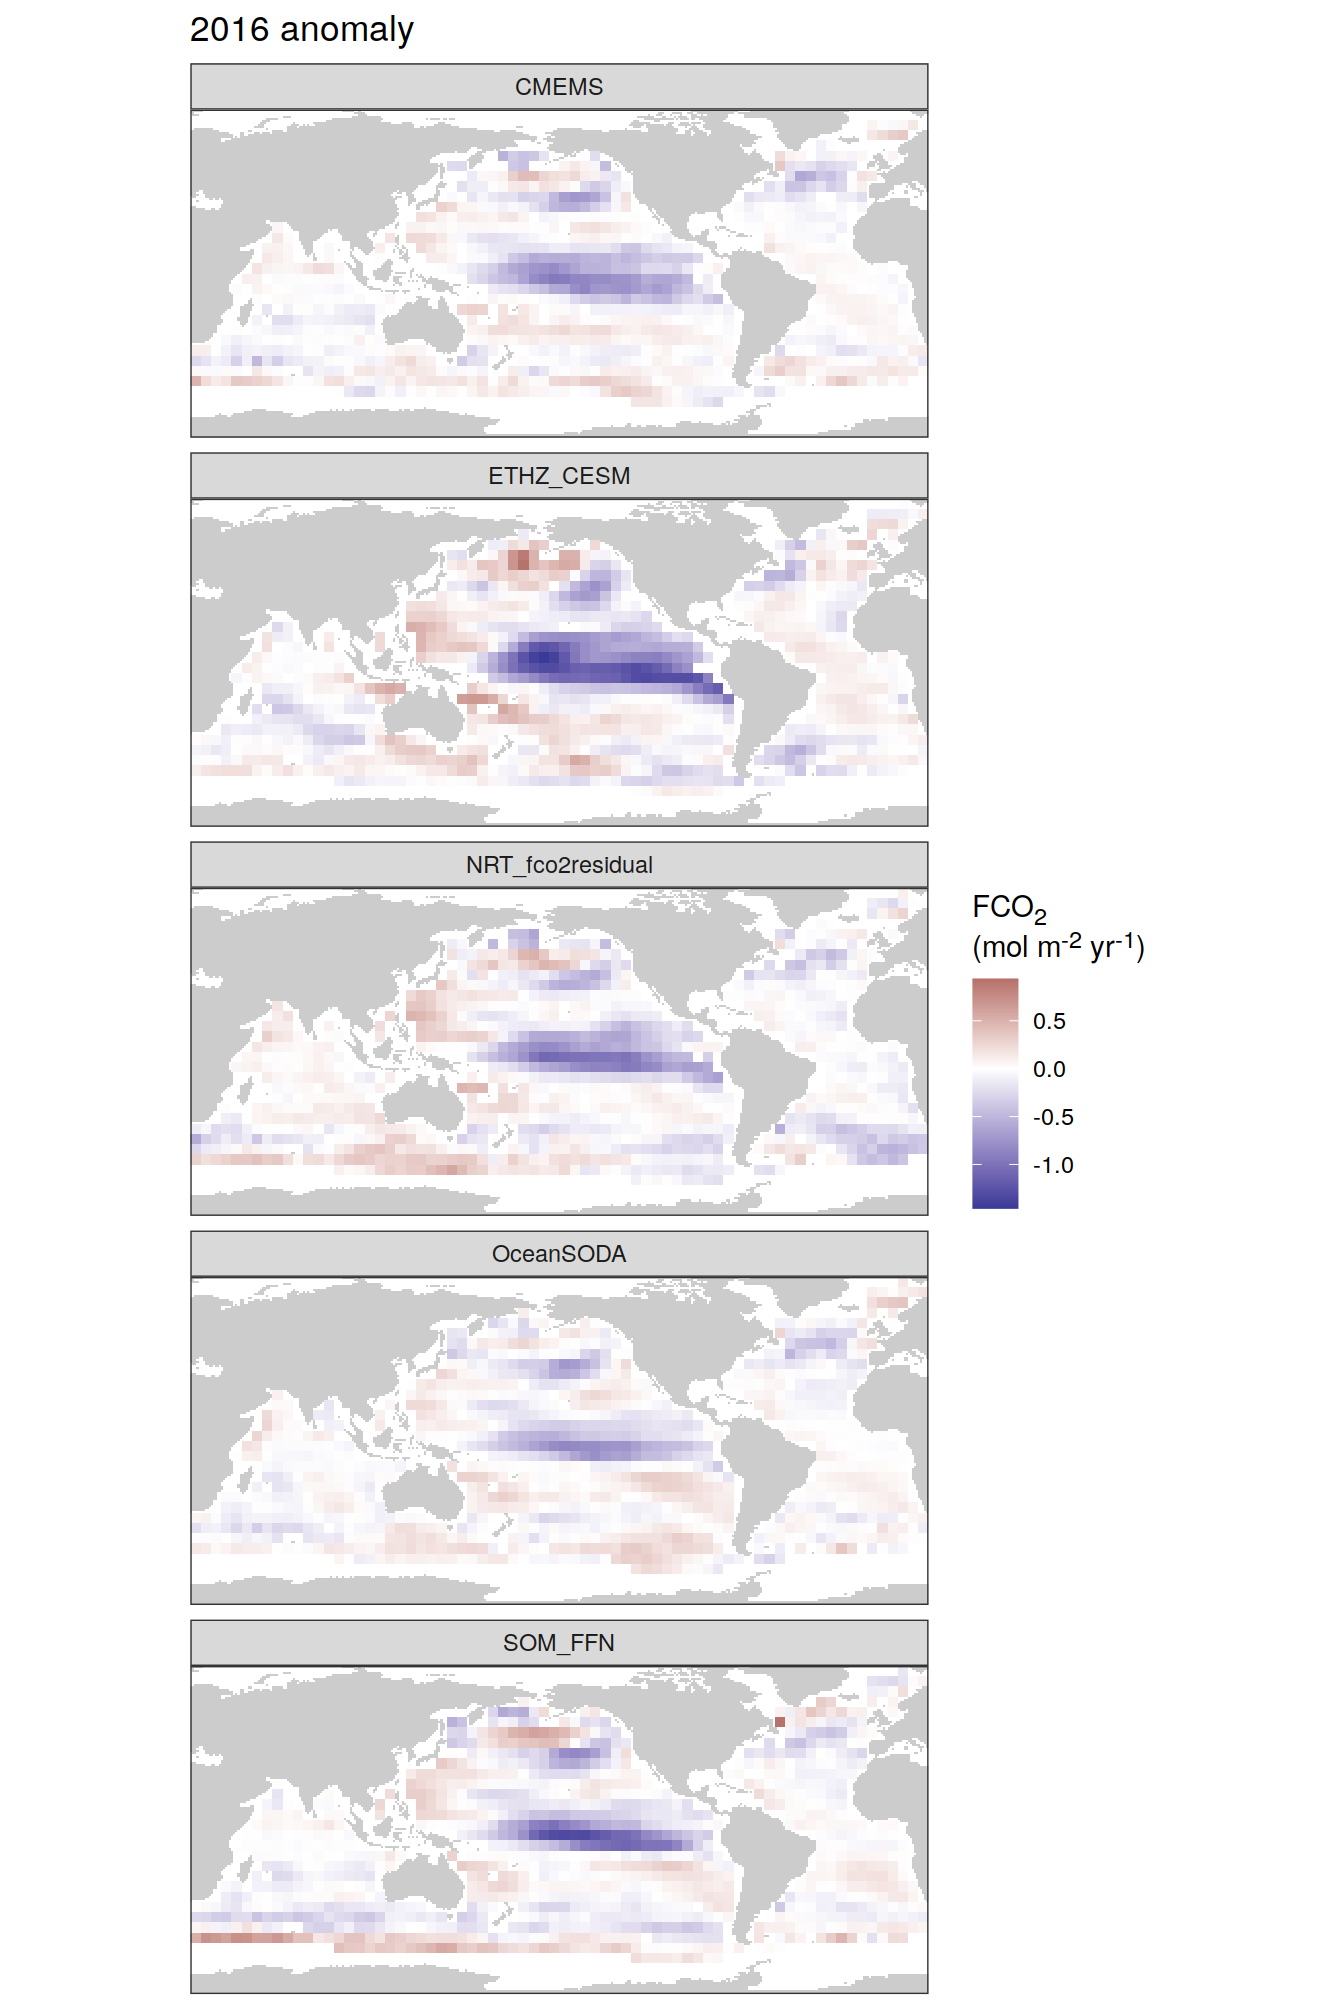 2016 anomaly
CMEMS
ETHZ_CESM
NRT_fco2residual
FCO₂
(mol m⁻² yr⁻¹)
0.5
0.0
-0.5
-1.0
OceanSODA
SOM_FFN